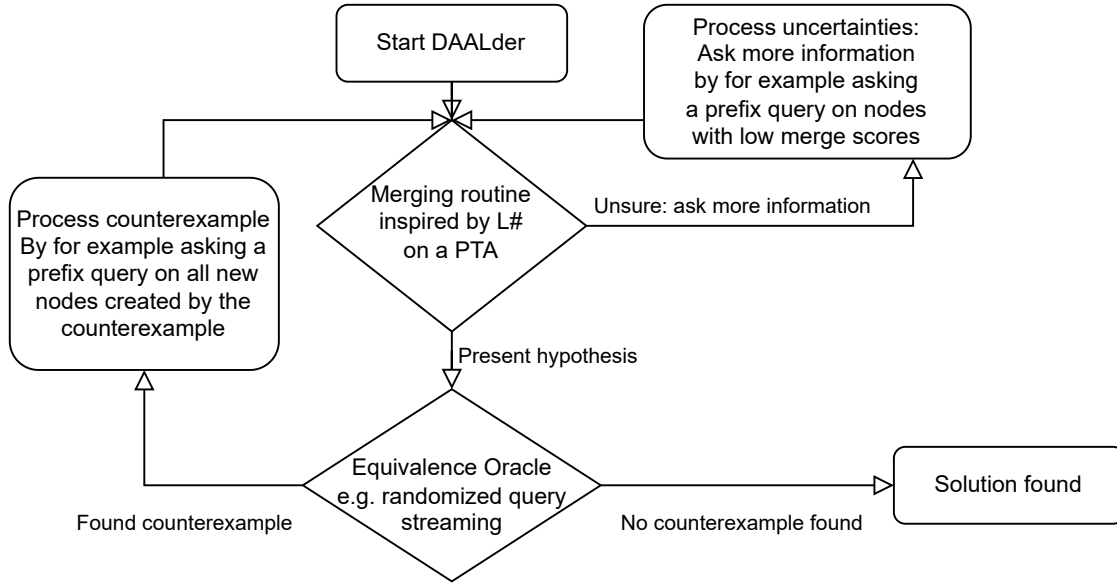 Start DAALder
Process uncertainties:
Ask more information
by for example asking
a prefix query on nodes
with low merge scores
Merging routine
inspired by L#
on a PTA
Unsure: ask more information
Process counterexample
By for example asking a
prefix query on all new
nodes created by the
counterexample
Present hypothesis
Equivalence Oracle
e.g. randomized query
streaming
Solution found
Found counterexample
No counterexample found